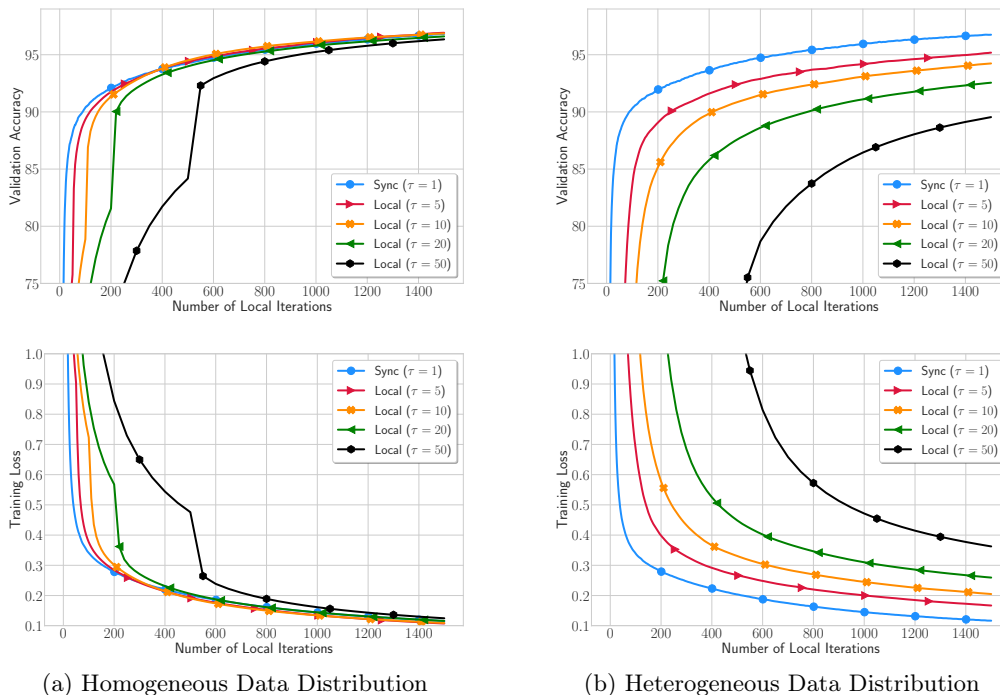 Validation Accuracy
95
90
85
80
75
0
200
400
600
800
1000
1200
1400
Number of Local Iterations
Sync (τ = 1)
Local (τ = 5)
Local (τ = 10)
Local (τ = 20)
Local (τ = 50)
Validation Accuracy
95
90
85
80
75
0
200
400
600
800
1000
1200
1400
Number of Local Iterations
Sync (τ = 1)
Local (τ = 5)
Local (τ = 10)
Local (τ = 20)
Local (τ = 50)
Training Loss
1.0
0.9
0.8
0.7
0.6
0.5
0.4
0.3
0.2
0.1
0
200
400
600
800
1000
1200
1400
Number of Local Iterations
Sync (τ = 1)
Local (τ = 5)
Local (τ = 10)
Local (τ = 20)
Local (τ = 50)
Training Loss
1.0
0.9
0.8
0.7
0.6
0.5
0.4
0.3
0.2
0.1
0
200
400
600
800
1000
1200
1400
Number of Local Iterations
Sync (τ = 1)
Local (τ = 5)
Local (τ = 10)
Local (τ = 20)
Local (τ = 50)
(a) Homogeneous Data Distribution
(b) Heterogeneous Data Distribution